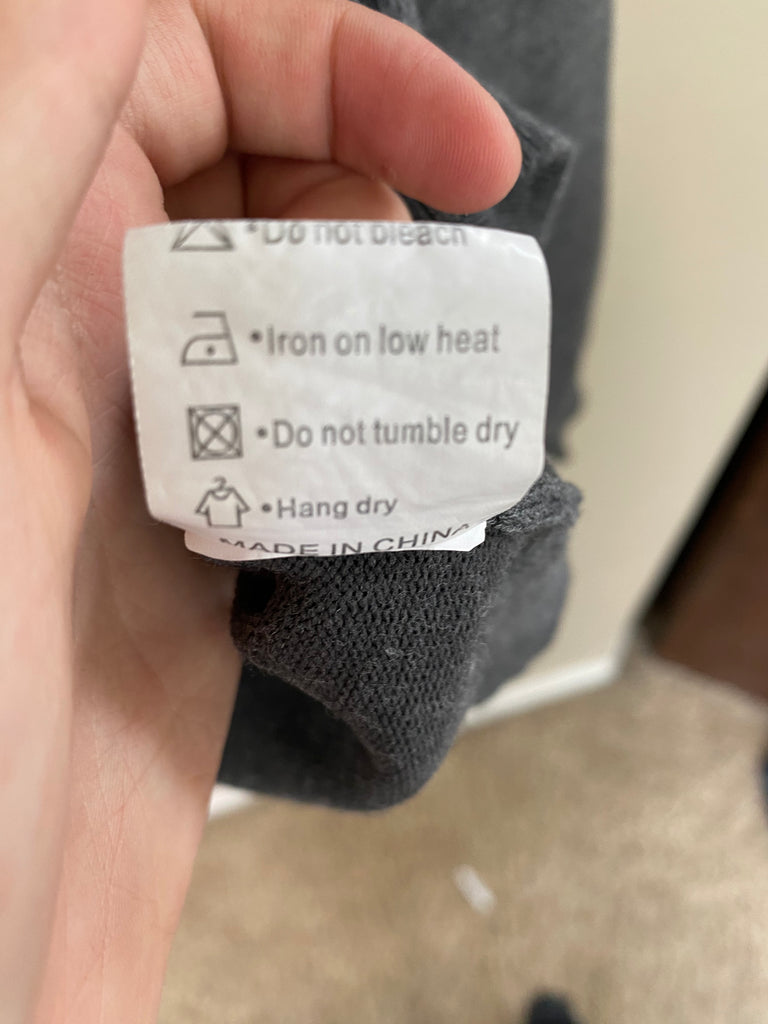 •Do not bleach
•Iron on low heat
•Do not tumble dry
•Hang dry
MADE IN CHINA